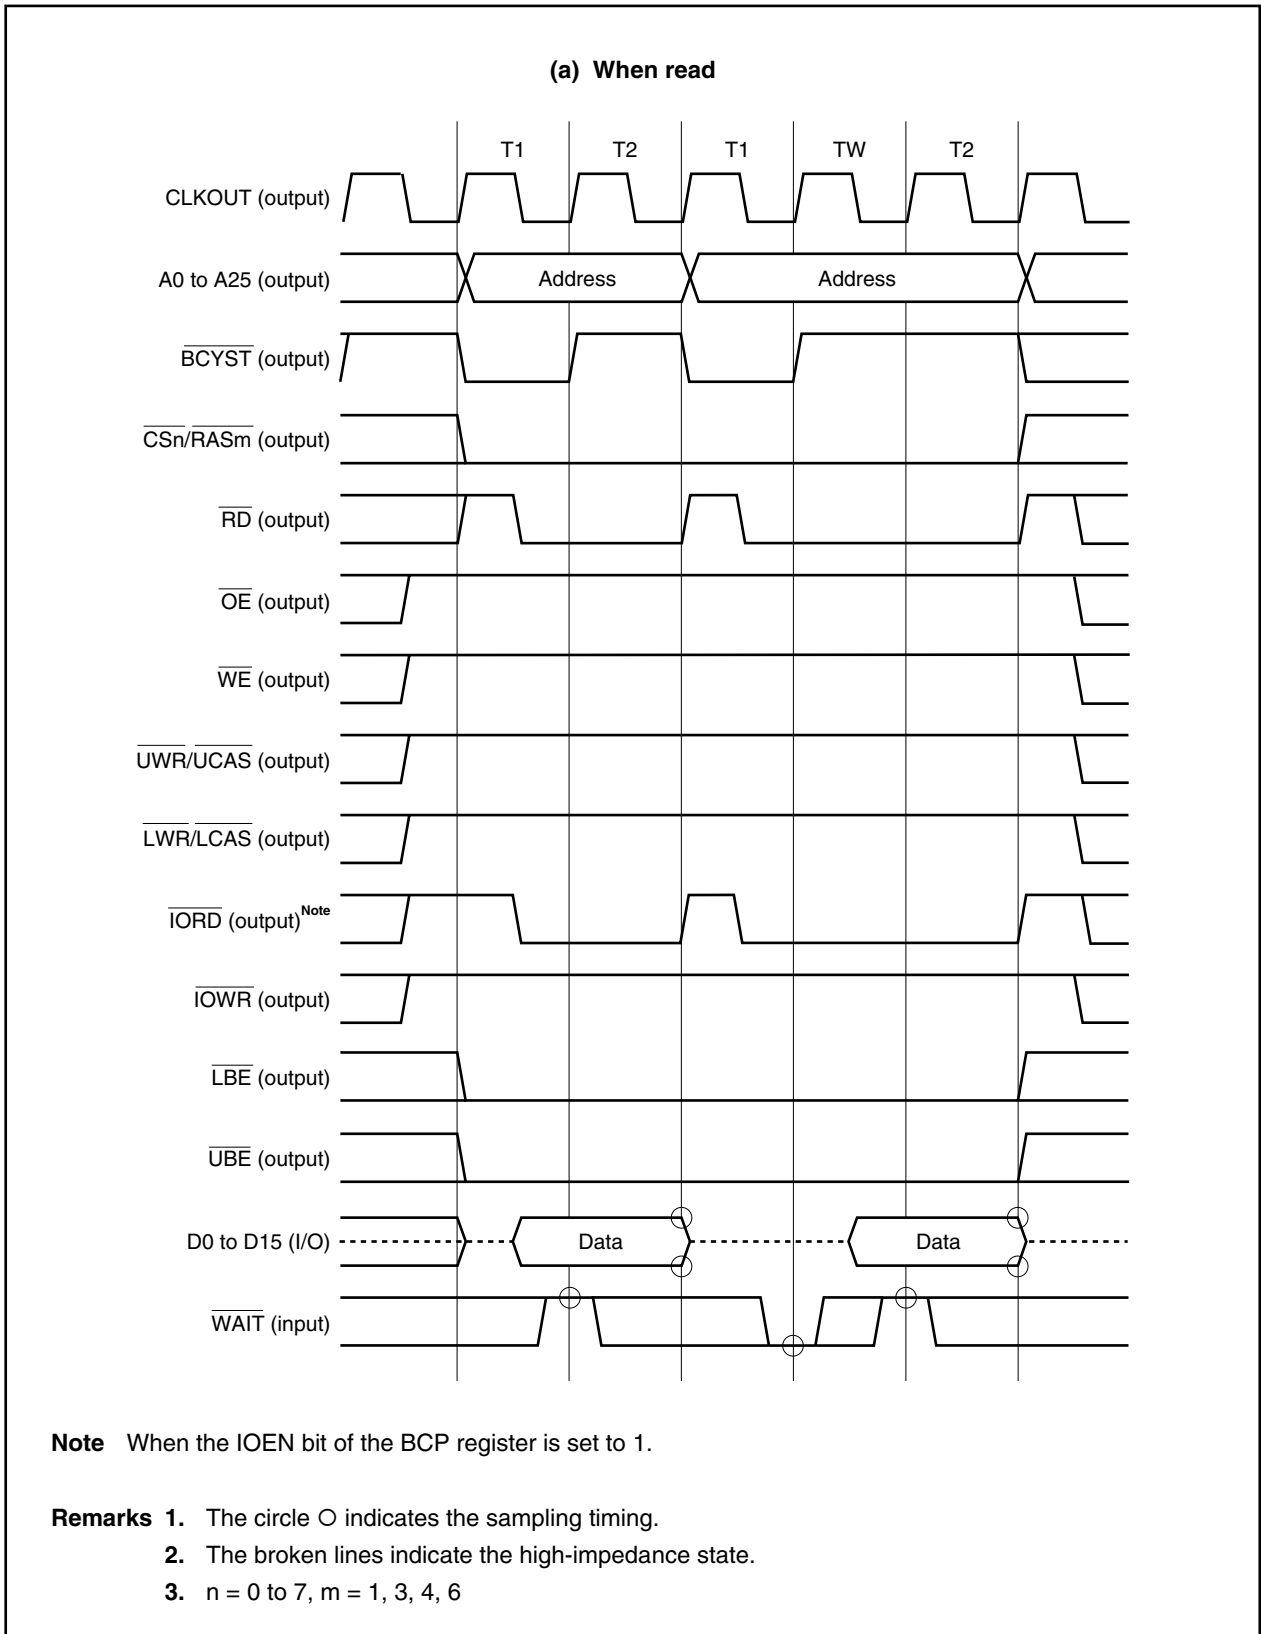 (a) When read
T1 T2 T1 TW T2
CLKOUT (output)
A0 to A25 (output) Address Address
BCYST (output)
CSn/RASm (output)
RD (output)
OE (output)
WE (output)
UWR/UCAS (output)
LWR/LCAS (output)
IORD (output)Note
IOWR (output)
LBE (output)
UBE (output)
D0 to D15 (I/O) Data Data
WAIT (input)
Note When the IOEN bit of the BCP register is set to 1.
Remarks 1. The circle ○ indicates the sampling timing.
2. The broken lines indicate the high-impedance state.
3. n = 0 to 7, m = 1, 3, 4, 6